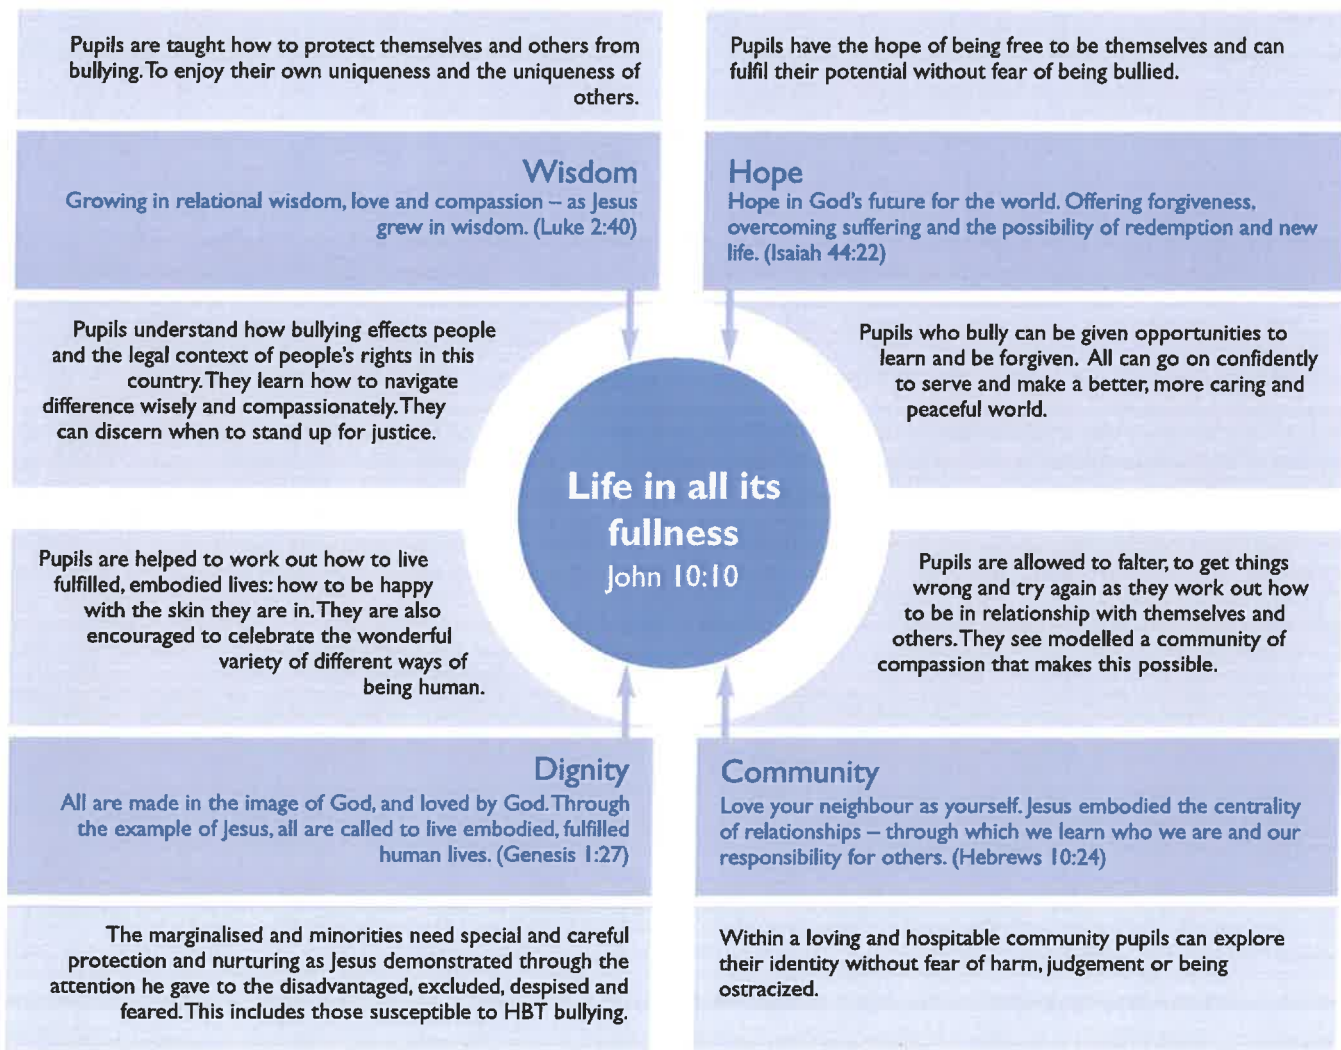 Pupils are taught how to protect themselves and others from
bullying. To enjoy their own uniqueness and the uniqueness of
others.
Wisdom
Growing in relational wisdom, love and compassion – as Jesus
grew in wisdom. (Luke 2:40)
Pupils understand how bullying effects people
and the legal context of people's rights in this
country. They learn how to navigate
difference wisely and compassionately. They
can discern when to stand up for justice.
Pupils have the hope of being free to be themselves and can
fulfil their potential without fear of being bullied.
Hope
Hope in God's future for the world. Offering forgiveness,
overcoming suffering and the possibility of redemption and new
life. (Isaiah 44:22)
Pupils who bully can be given opportunities to
learn and be forgiven. All can go on confidently
to serve and make a better, more caring and
peaceful world.
Life in all its
fullness
John 10:10
Pupils are helped to work out how to live
fulfilled, embodied lives: how to be happy
with the skin they are in. They are also
encouraged to celebrate the wonderful
variety of different ways of
being human.
Dignity
All are made in the image of God, and loved by God. Through
the example of Jesus, all are called to live embodied, fulfilled
human lives. (Genesis 1:27)
The marginalised and minorities need special and careful
protection and nurturing as Jesus demonstrated through the
attention he gave to the disadvantaged, excluded, despised and
feared. This includes those susceptible to HBT bullying.
Pupils are allowed to falter, to get things
wrong and try again as they work out how
to be in relationship with themselves and
others. They see modelled a community of
compassion that makes this possible.
Community
Love your neighbour as yourself. Jesus embodied the centrality
of relationships – through which we learn who we are and our
responsibility for others. (Hebrews 10:24)
Within a loving and hospitable community pupils can explore
their identity without fear of harm, judgement or being
ostracized.